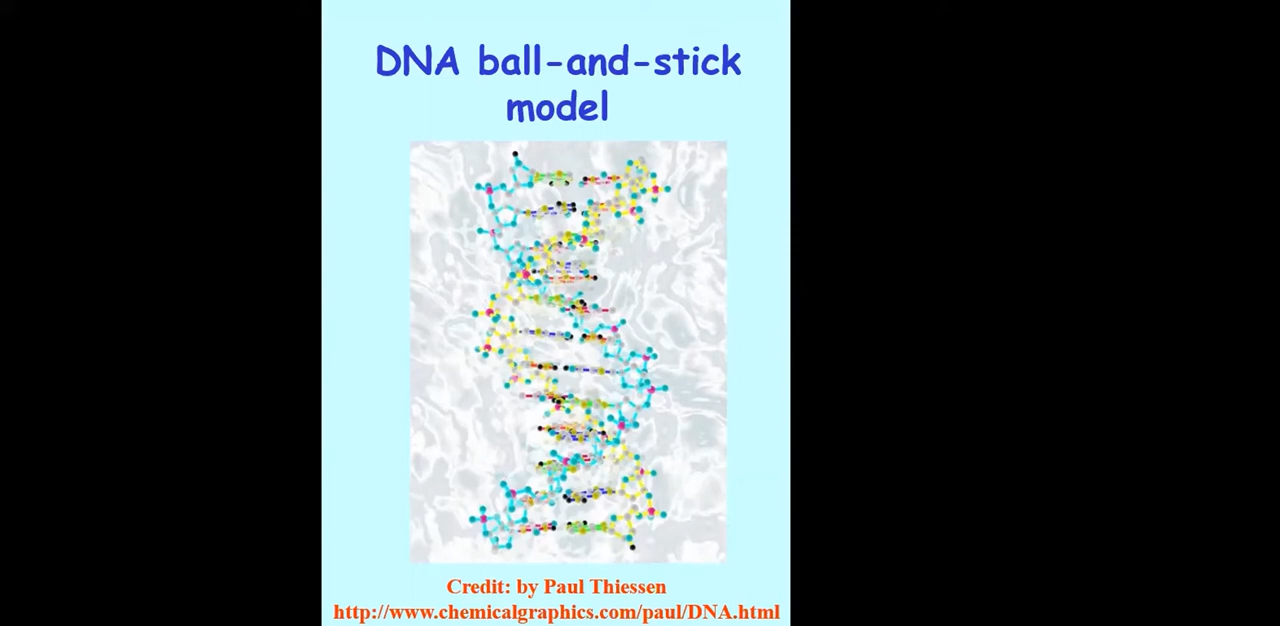 DNA ball-and-stick
model
Credit: by Paul Thiessen
http://www.chemicalgraphics.com/paul/DNA.html